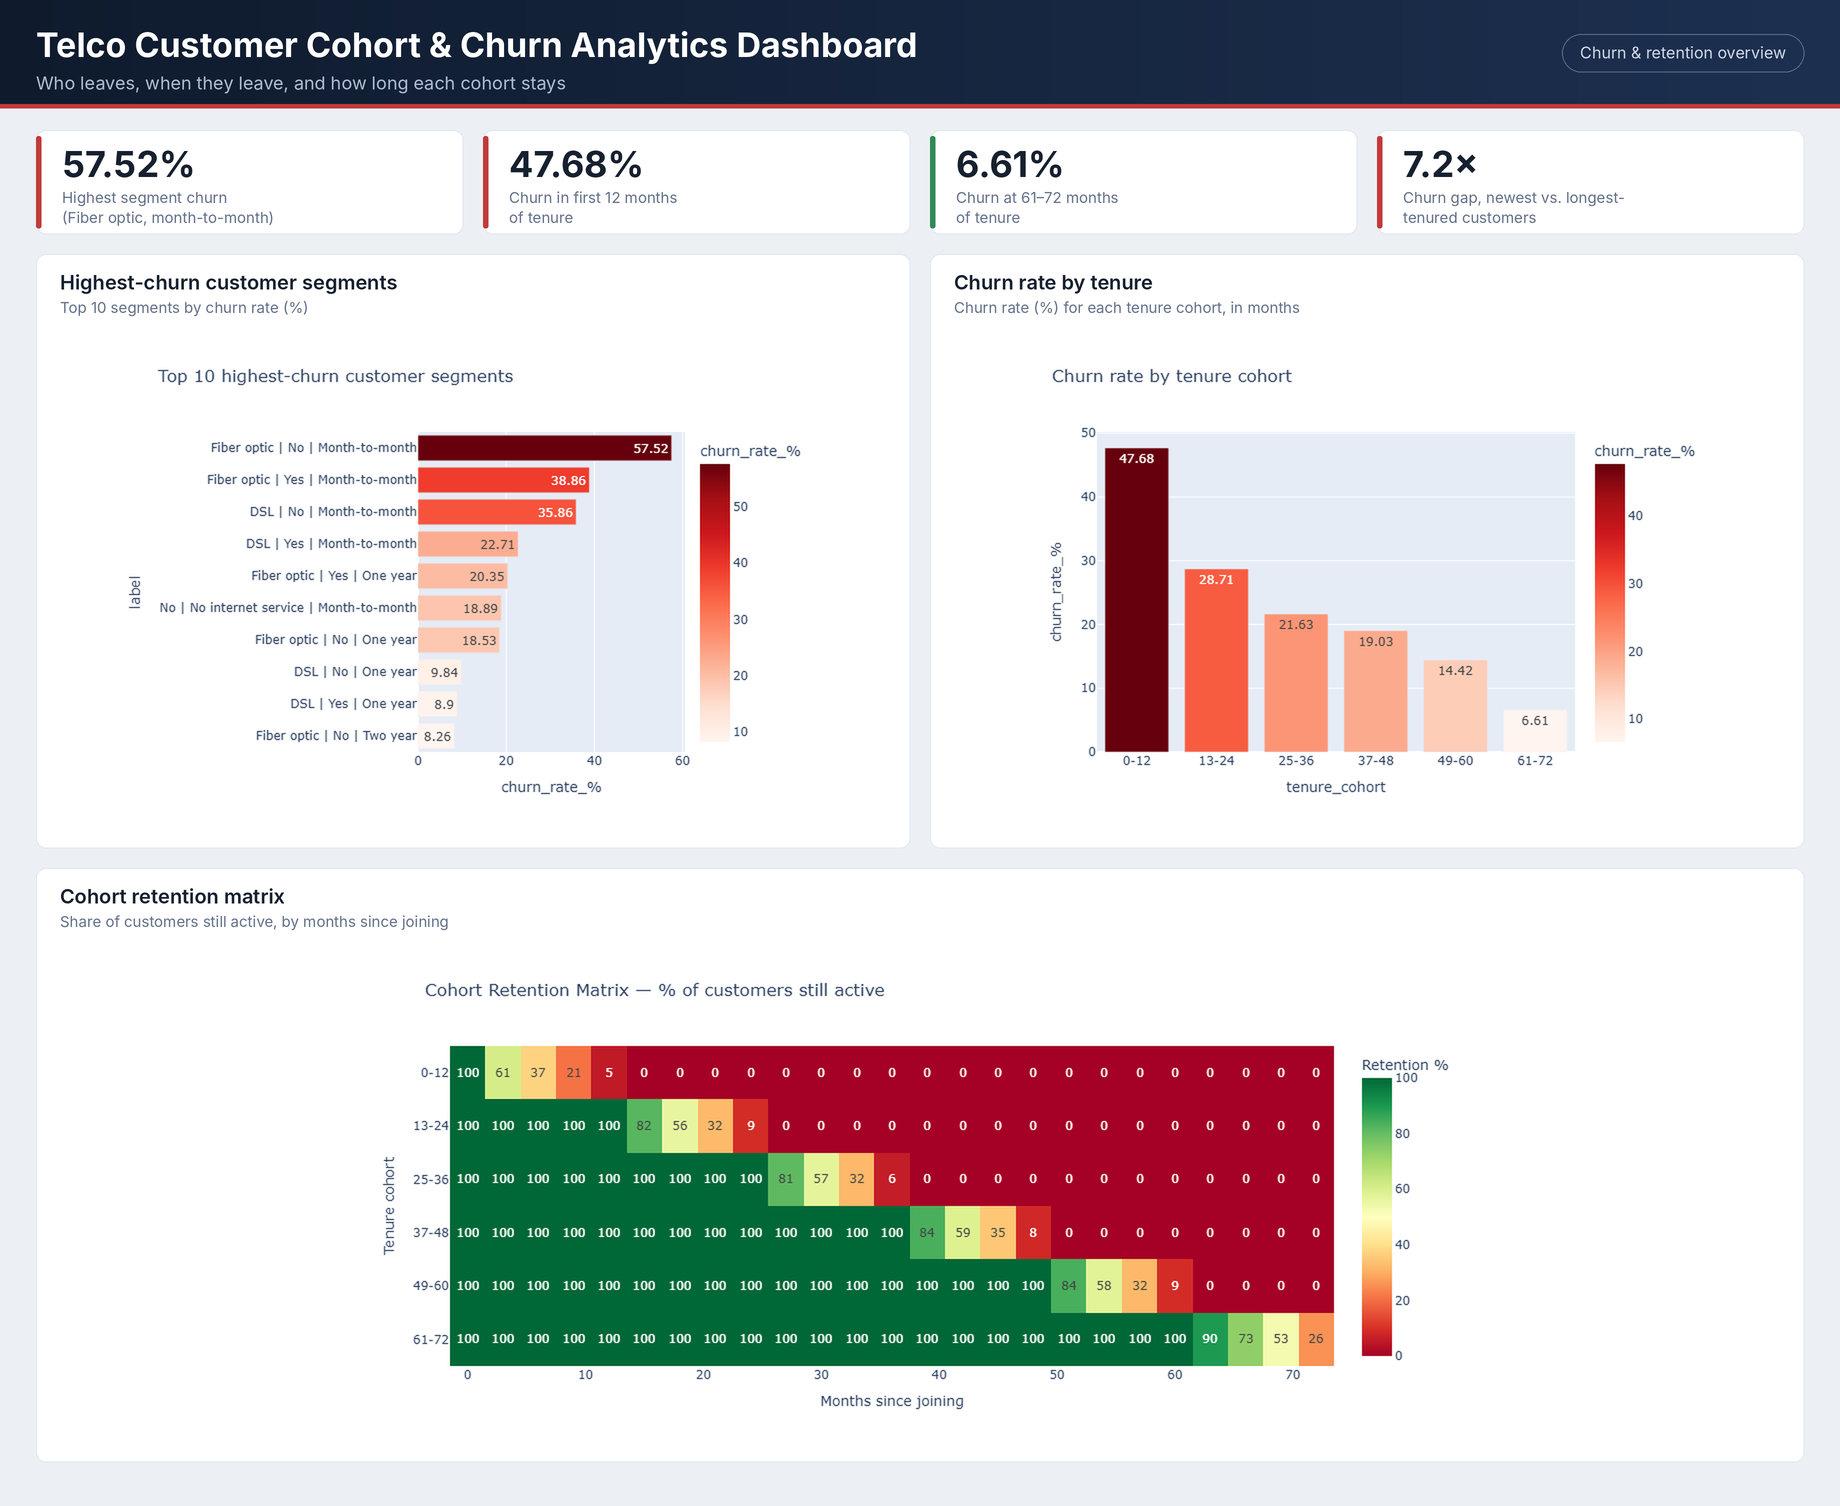 Telco Customer Cohort & Churn Analytics Dashboard
Who leaves, when they leave, and how long each cohort stays
Churn & retention overview
57.52%
Highest segment churn
(Fiber optic, month-to-month)
47.68%
Churn in first 12 months
of tenure
6.61%
Churn at 61–72 months
of tenure
7.2×
Churn gap, newest vs. longest-
tenured customers
Highest-churn customer segments
Top 10 segments by churn rate (%)
Top 10 highest-churn customer segments
label
Fiber optic | No | Month-to-month 57.52
Fiber optic | Yes | Month-to-month 38.86
DSL | No | Month-to-month 35.86
DSL | Yes | Month-to-month 22.71
Fiber optic | Yes | One year 20.35
No | No internet service | Month-to-month 18.89
Fiber optic | No | One year 18.53
DSL | No | One year 9.84
DSL | Yes | One year 8.9
Fiber optic | No | Two year 8.26
0 20 40 60
churn_rate_%
churn_rate_%
50
40
30
20
10
Churn rate by tenure
Churn rate (%) for each tenure cohort, in months
Churn rate by tenure cohort
churn_rate_%
50
40
30
20
10
0
47.68
28.71
21.63
19.03
14.42
6.61
0-12 13-24 25-36 37-48 49-60 61-72
tenure_cohort
churn_rate_%
40
30
20
10
Cohort retention matrix
Share of customers still active, by months since joining
Cohort Retention Matrix — % of customers still active
Tenure cohort
0-12 100 61 37 21 5 0 0 0 0 0 0 0 0 0 0 0 0 0 0 0 0 0 0 0 0
13-24 100 100 100 100 100 82 56 32 9 0 0 0 0 0 0 0 0 0 0 0 0 0 0 0 0
25-36 100 100 100 100 100 100 100 100 100 81 57 32 6 0 0 0 0 0 0 0 0 0 0 0 0
37-48 100 100 100 100 100 100 100 100 100 100 100 100 100 84 59 35 8 0 0 0 0 0 0 0 0
49-60 100 100 100 100 100 100 100 100 100 100 100 100 100 100 100 100 100 84 58 32 9 0 0 0 0
61-72 100 100 100 100 100 100 100 100 100 100 100 100 100 100 100 100 100 100 100 100 100 90 73 53 26
0 10 20 30 40 50 60 70
Months since joining
Retention %
100
80
60
40
20
0